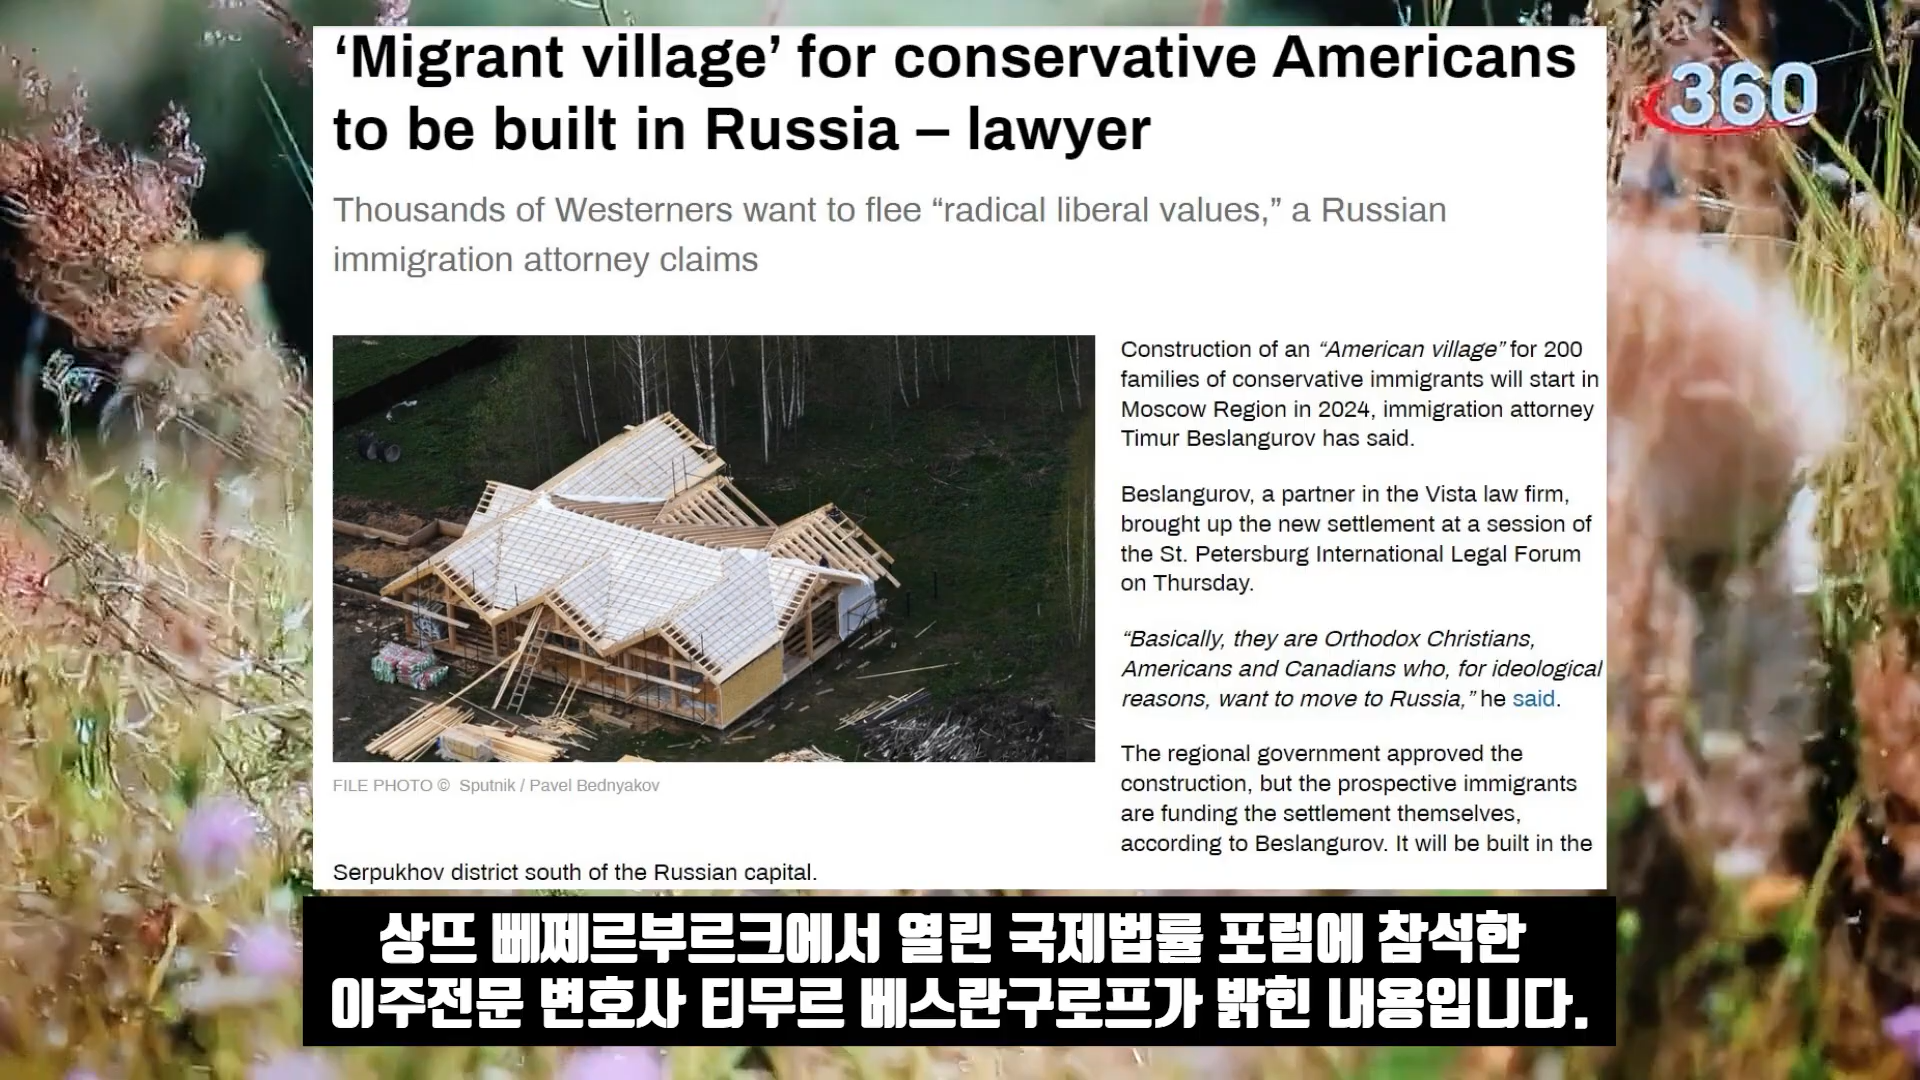 ‘Migrant village’ for conservative Americans
to be built in Russia – lawyer
360
Thousands of Westerners want to flee “radical liberal values,” a Russian
immigration attorney claims
Construction of an “American village” for 200
families of conservative immigrants will start in
Moscow Region in 2024, immigration attorney
Timur Beslangurov has said.
Beslangurov, a partner in the Vista law firm,
brought up the new settlement at a session of
the St. Petersburg International Legal Forum
on Thursday.
“Basically, they are Orthodox Christians,
Americans and Canadians who, for ideological
reasons, want to move to Russia,” he said.
The regional government approved the
construction, but the prospective immigrants
are funding the settlement themselves,
according to Beslangurov. It will be built in the
Serpukhov district south of the Russian capital.
FILE PHOTO © Sputnik / Pavel Bednyakov
상뜨 뻬쩨르부르크에서 열린 국제법률 포럼에 참석한
이주전문 변호사 티무르 베스란구로프가 밝힌 내용입니다.